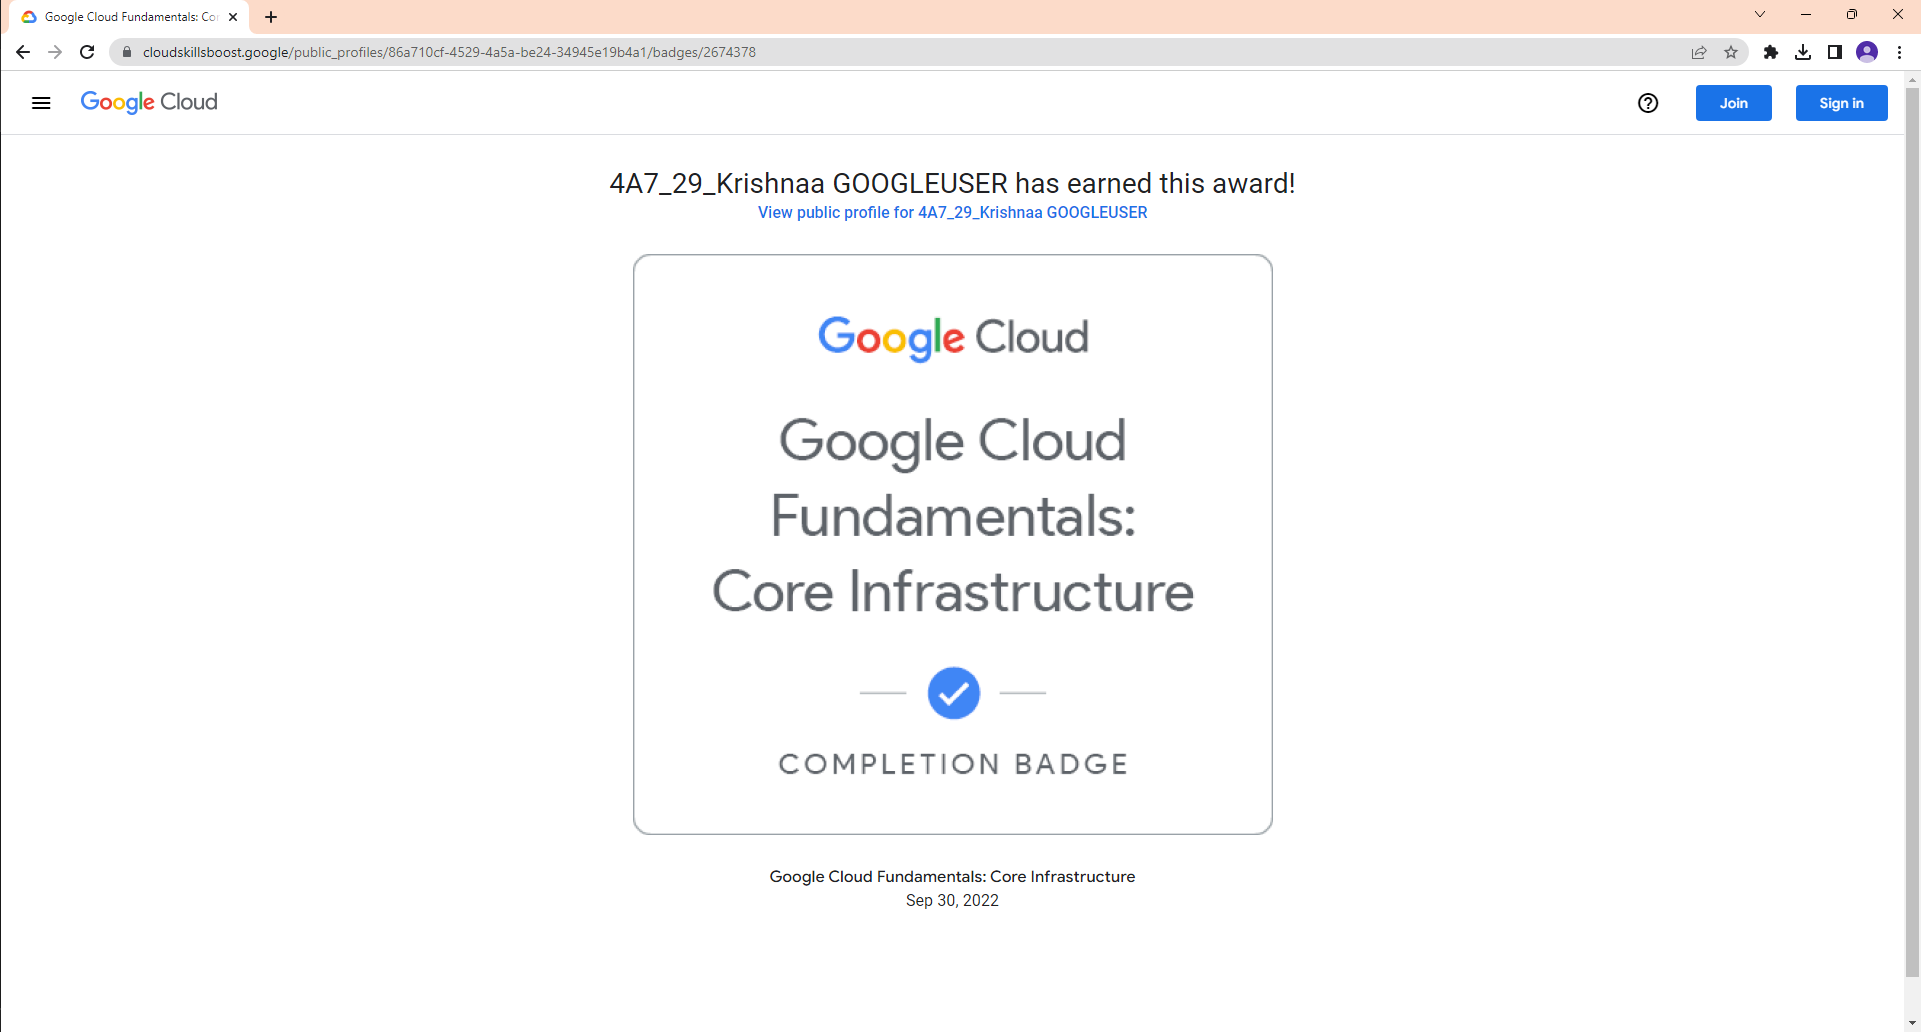 Google Cloud Fundamentals: Co
cloudskillsboost.google/public_profiles/86a710cf-4529-4a5a-be24-34945e19b4a1/badges/2674378
Google Cloud
Join
Sign in
4A7_29_Krishnaa GOOGLEUSER has earned this award!
View public profile for 4A7_29_Krishnaa GOOGLEUSER
Google Cloud
Google Cloud
Fundamentals:
Core Infrastructure
COMPLETION BADGE
Google Cloud Fundamentals: Core Infrastructure
Sep 30, 2022